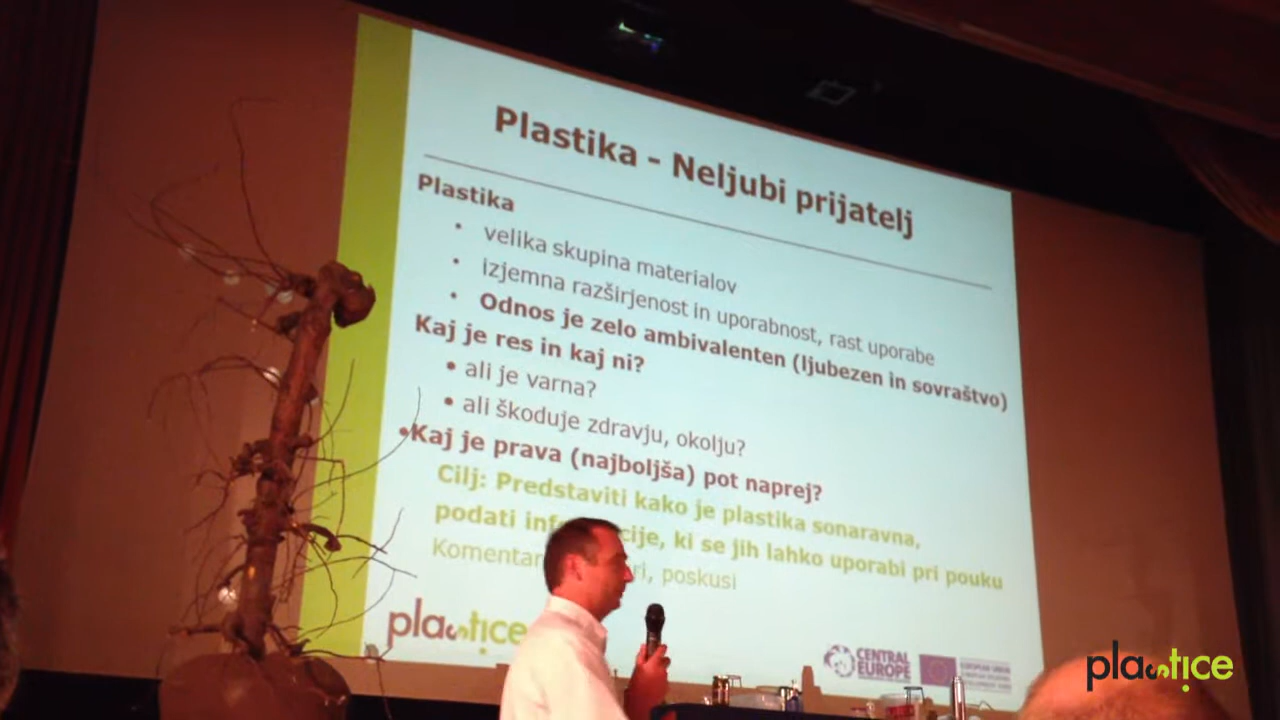 Plastika - Neljubi prijatelj
Plastika
• velika skupina materialov
• izjemna razširjenost in uporabnost, rast uporabe
• Odnos je zelo ambivalenten (ljubezen in sovraštvo)
Kaj je res in kaj ni?
• ali je varna?
• ali škoduje zdravju, okolju?
•Kaj je prava (najboljša) pot naprej?
Cilj: Predstaviti kako je plastika sonaravna,
podati ki se jih lahko uporabi pri pouku
poskusi
plastice
CENTRAL
EUROPE
EUROPEAN UNION
plastice